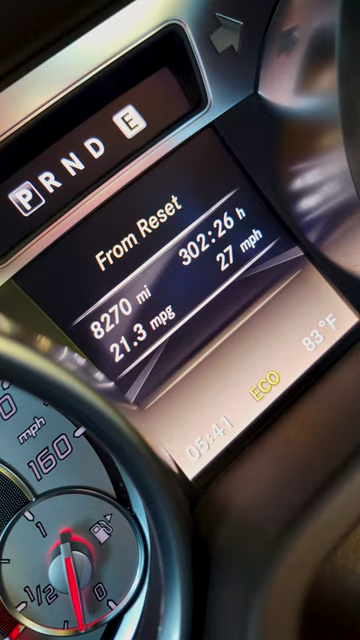 P R N D E
From Reset
8270 mi 302:26 h
21.3 mpg 27 mph
05:41 ECO 83°F
0
mph
160
1
1/2
0